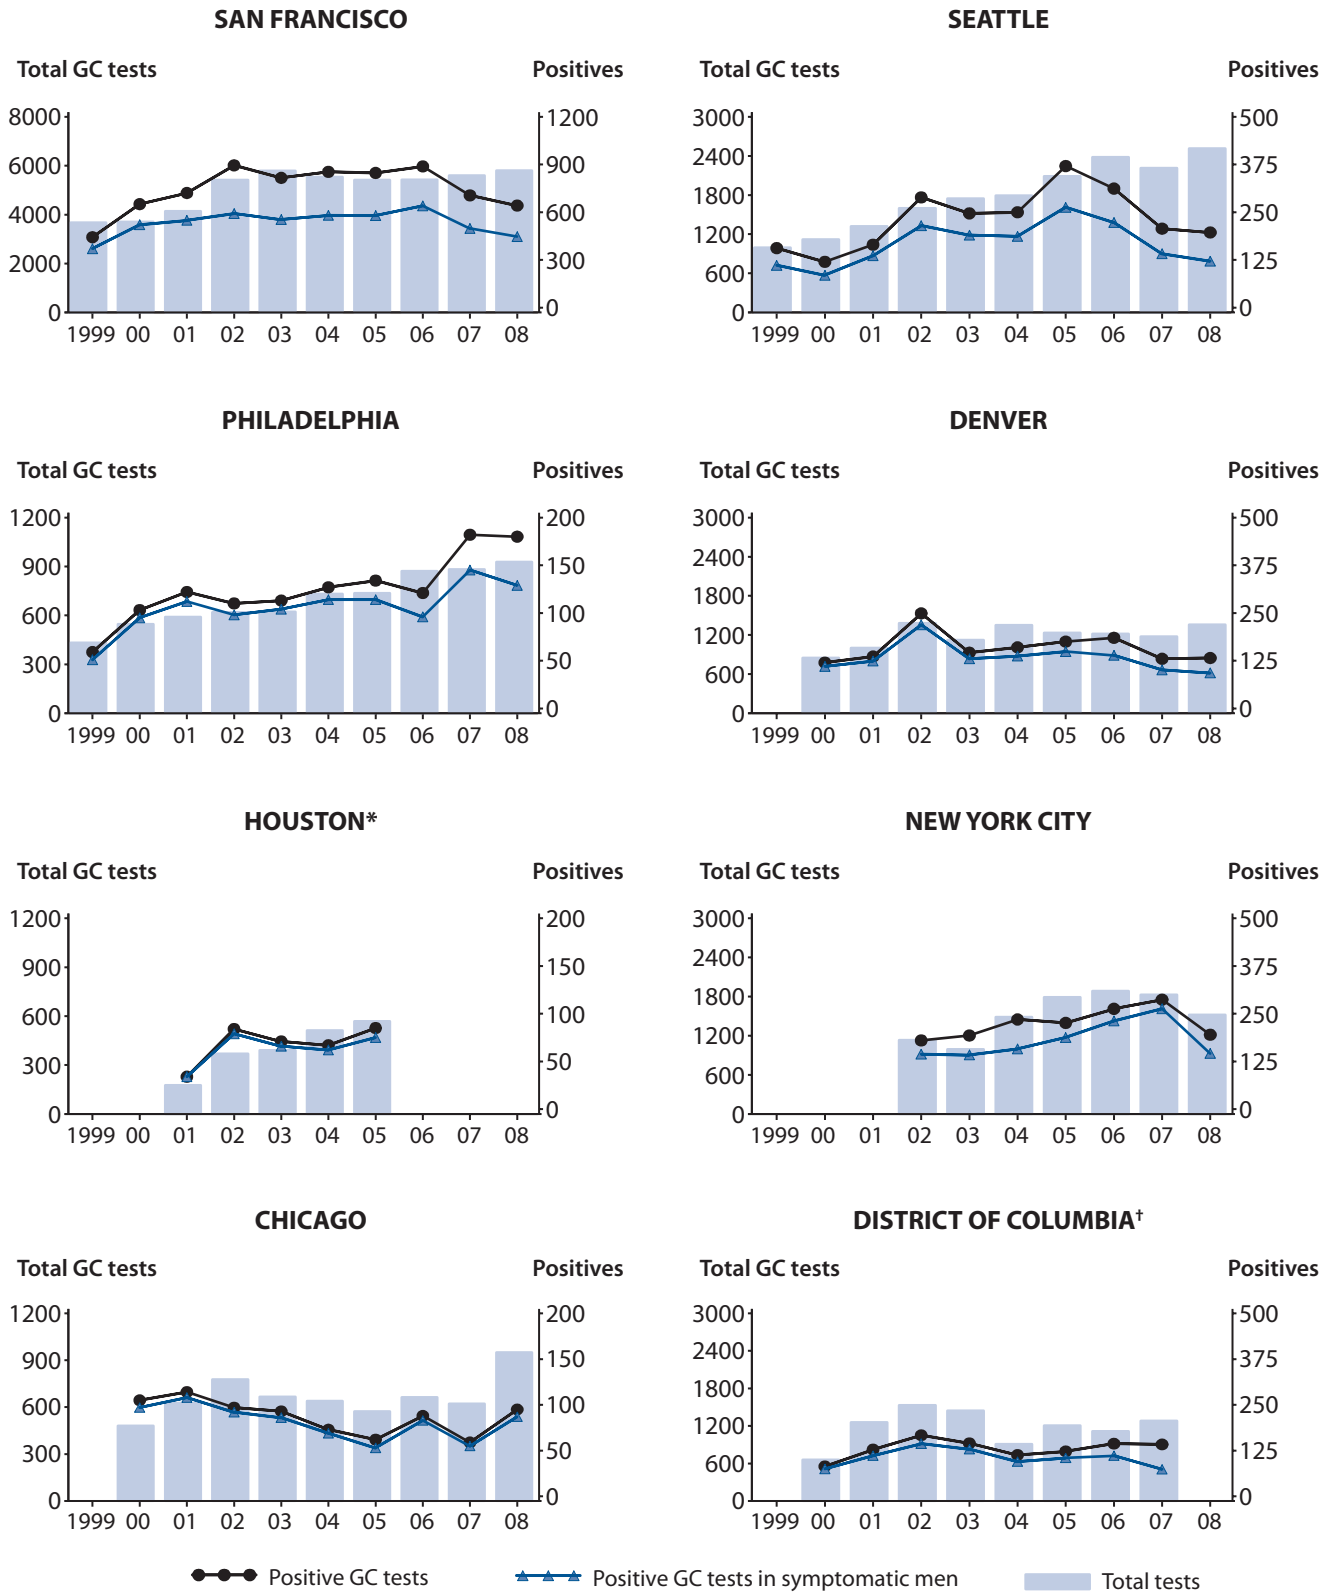 SAN FRANCISCO
Total GC tests Positives
8000 1200
6000 900
4000 600
2000 300
0 0
1999 00 01 02 03 04 05 06 07 08
SEATTLE
Total GC tests Positives
3000 500
2400 375
1800 250
1200 125
600
0 0
1999 00 01 02 03 04 05 06 07 08
PHILADELPHIA
Total GC tests Positives
1200 200
900 150
600 100
300 50
0 0
1999 00 01 02 03 04 05 06 07 08
DENVER
Total GC tests Positives
3000 500
2400 375
1800 250
1200 125
600
0 0
1999 00 01 02 03 04 05 06 07 08
HOUSTON*
Total GC tests Positives
1200 200
900 150
600 100
300 50
0 0
1999 00 01 02 03 04 05 06 07 08
NEW YORK CITY
Total GC tests Positives
3000 500
2400 375
1800 250
1200 125
600
0 0
1999 00 01 02 03 04 05 06 07 08
CHICAGO
Total GC tests Positives
1200 200
900 150
600 100
300 50
0 0
1999 00 01 02 03 04 05 06 07 08
DISTRICT OF COLUMBIA†
Total GC tests Positives
3000 500
2400 375
1800 250
1200 125
600
0 0
1999 00 01 02 03 04 05 06 07 08
Positive GC tests Positive GC tests in symptomatic men Total tests